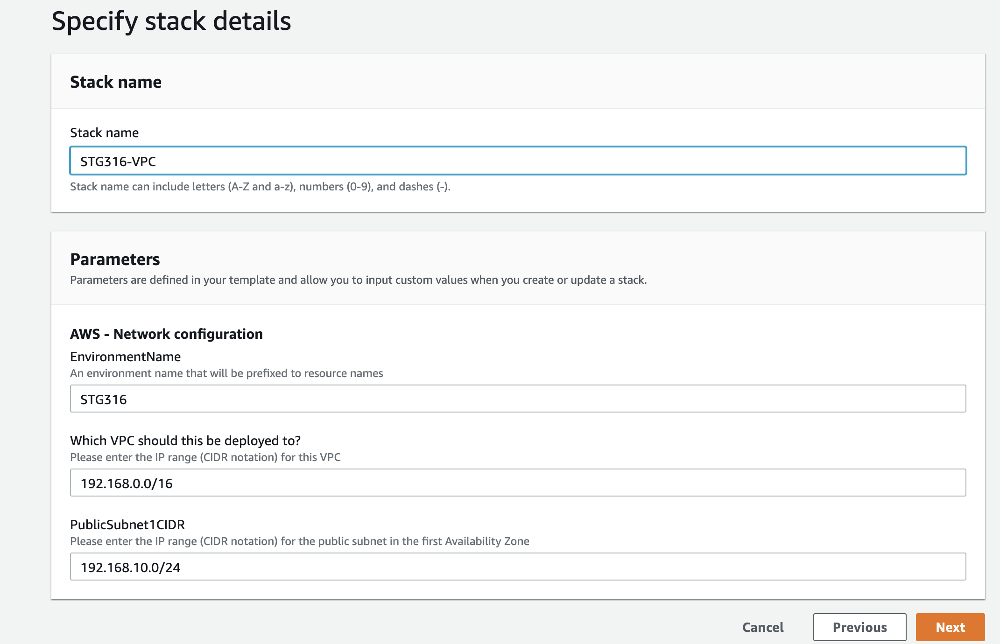 Specify stack details
Stack name
Stack name
STG316-VPC
Stack name can include letters (A-Z and a-z), numbers (0-9), and dashes (-).
Parameters
Parameters are defined in your template and allow you to input custom values when you create or update a stack.
AWS - Network configuration
EnvironmentName
An environment name that will be prefixed to resource names
STG316
Which VPC should this be deployed to?
Please enter the IP range (CIDR notation) for this VPC
192.168.0.0/16
PublicSubnet1CIDR
Please enter the IP range (CIDR notation) for the public subnet in the first Availability Zone
192.168.10.0/24
Cancel Previous Next